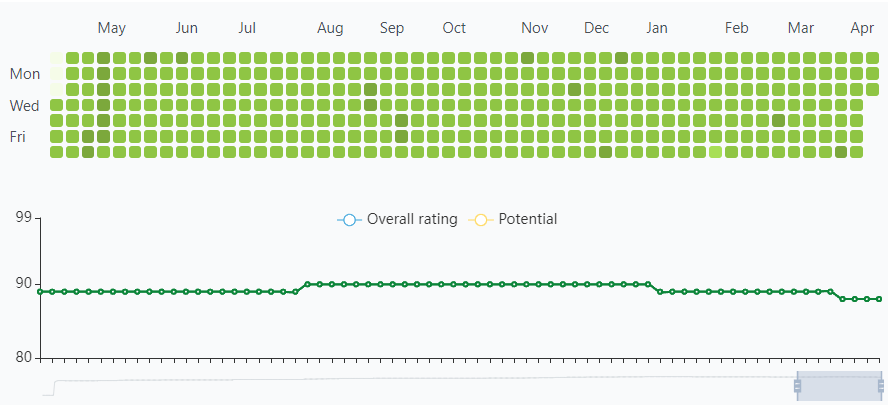 May Jun Jul Aug Sep Oct Nov Dec Jan Feb Mar Apr
Mon
Wed
Fri
99
Overall rating Potential
90
80